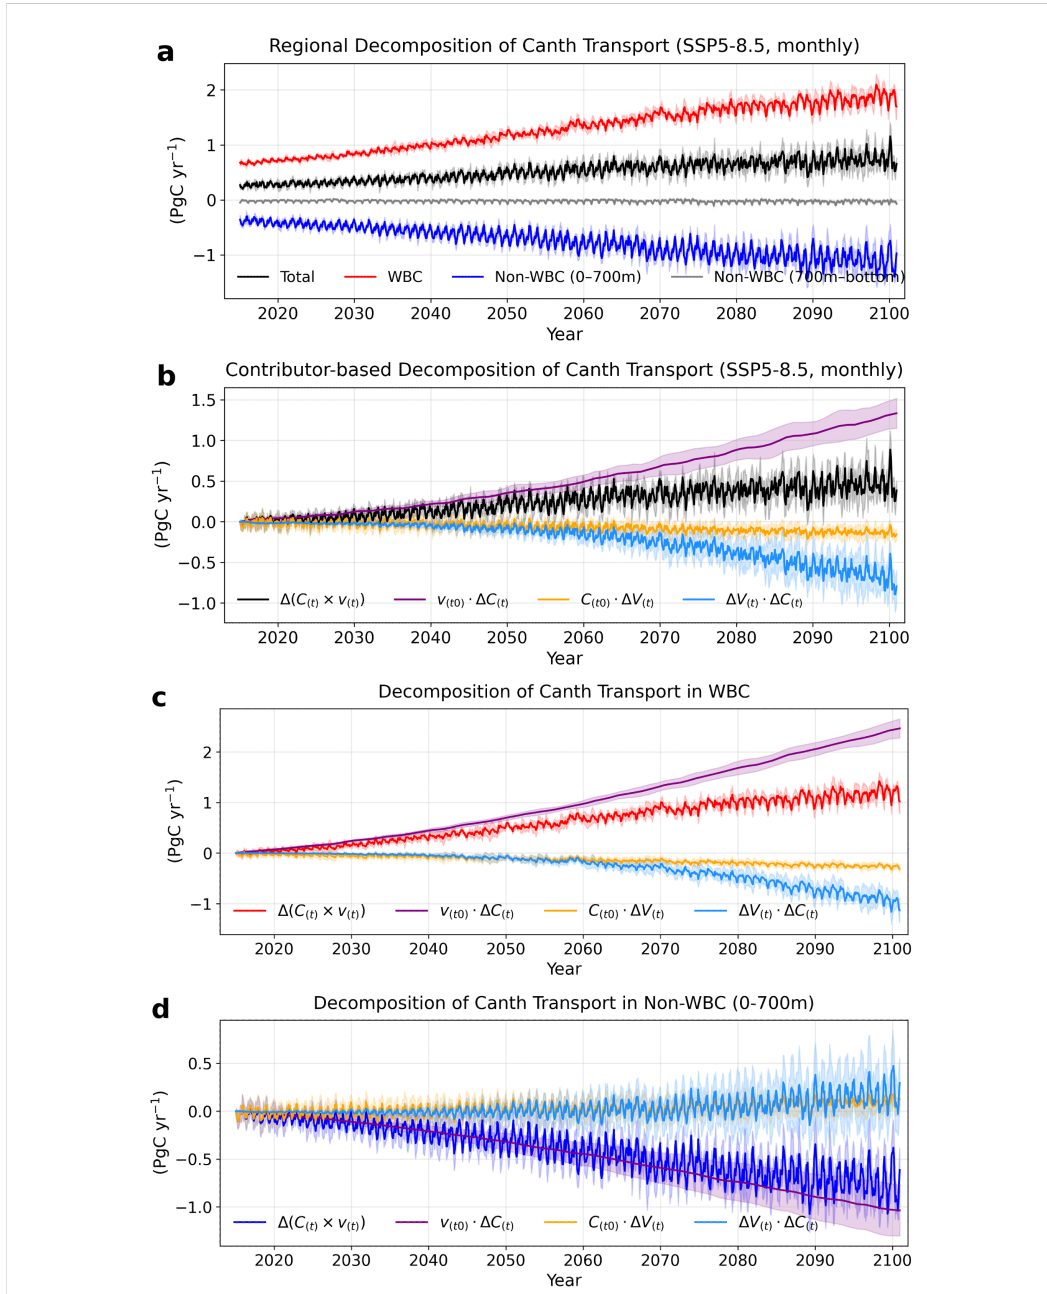 a
Regional Decomposition of Canth Transport (SSP5-8.5, monthly)
(PgC yr⁻¹)
2
1
0
−1
Total WBC Non-WBC (0–700m) Non-WBC (700m–bottom)
2020 2030 2040 2050 2060 2070 2080 2090 2100
Year
b
Contributor-based Decomposition of Canth Transport (SSP5-8.5, monthly)
(PgC yr⁻¹)
1.5
1.0
0.5
0.0
−0.5
−1.0
Δ(C₍t₎ × v₍t₎) v₍t0₎ · ΔC₍t₎ C₍t0₎ · ΔV₍t₎ ΔV₍t₎ · ΔC₍t₎
2020 2030 2040 2050 2060 2070 2080 2090 2100
Year
c
Decomposition of Canth Transport in WBC
(PgC yr⁻¹)
2
1
0
−1
Δ(C₍t₎ × v₍t₎) v₍t0₎ · ΔC₍t₎ C₍t0₎ · ΔV₍t₎ ΔV₍t₎ · ΔC₍t₎
2020 2030 2040 2050 2060 2070 2080 2090 2100
Year
d
Decomposition of Canth Transport in Non-WBC (0-700m)
(PgC yr⁻¹)
0.5
0.0
−0.5
−1.0
Δ(C₍t₎ × v₍t₎) v₍t0₎ · ΔC₍t₎ C₍t0₎ · ΔV₍t₎ ΔV₍t₎ · ΔC₍t₎
2020 2030 2040 2050 2060 2070 2080 2090 2100
Year